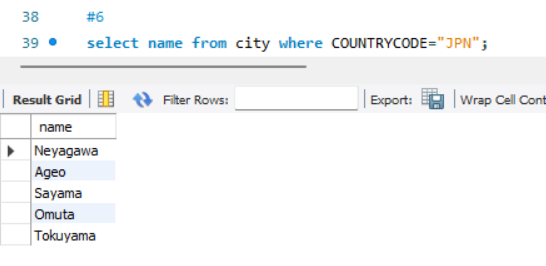 38 #6
39 select name from city where COUNTRYCODE="JPN";
Result Grid Filter Rows: Export: Wrap Cell Cont
name
Neyagawa
Ageo
Sayama
Omuta
Tokuyama